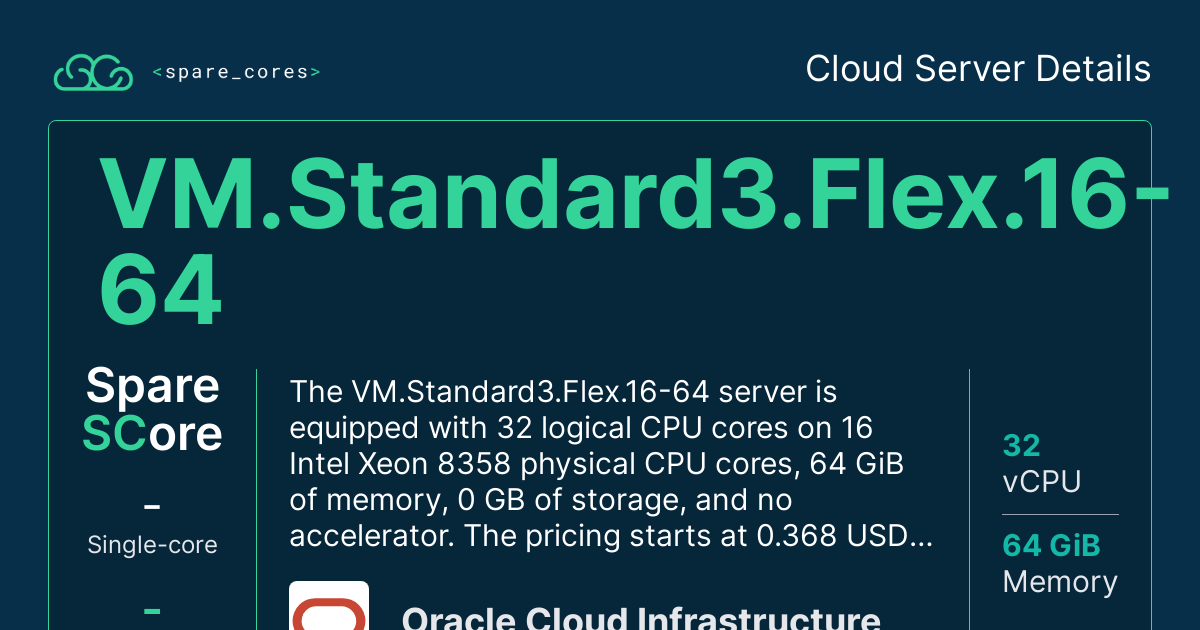 <spare_cores>
Cloud Server Details
VM.Standard3.Flex.16-
64
Spare
SCore
-
Single-core
-
The VM.Standard3.Flex.16-64 server is
equipped with 32 logical CPU cores on 16
Intel Xeon 8358 physical CPU cores, 64 GiB
of memory, 0 GB of storage, and no
accelerator. The pricing starts at 0.368 USD...
Oracle Cloud Infrastructure
32
vCPU
64 GiB
Memory